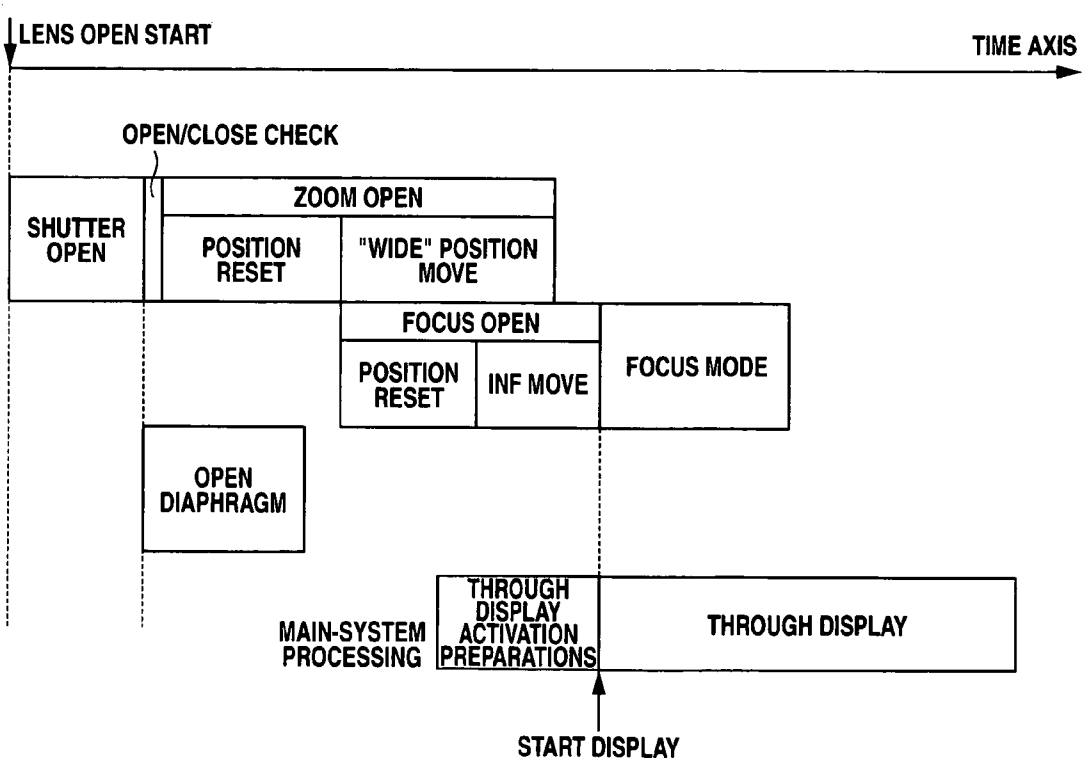 LENS OPEN START
TIME AXIS
OPEN/CLOSE CHECK
SHUTTER
OPEN
ZOOM OPEN
POSITION
RESET
"WIDE" POSITION
MOVE
FOCUS OPEN
POSITION
RESET
INF MOVE
FOCUS MODE
OPEN
DIAPHRAGM
MAIN-SYSTEM
PROCESSING
THROUGH
DISPLAY
ACTIVATION
PREPARATIONS
THROUGH DISPLAY
START DISPLAY